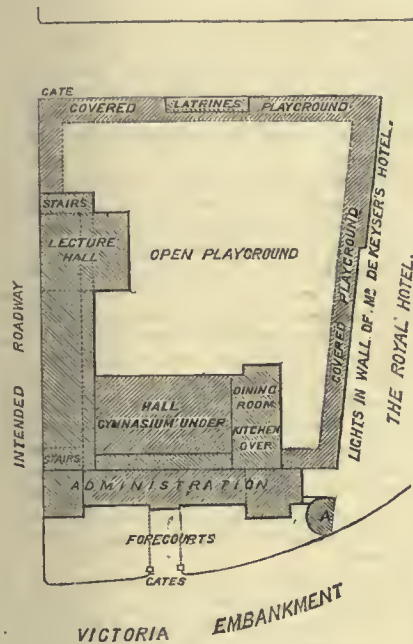 GATE
COVERED
LATRINES
PLAYGROUND
STAIRS
LECTURE
HALL
OPEN PLAYGROUND
COVERED PLAYGROUND
LIGHTS IN WALL OF Mr. DE KEYSER'S HOTEL.
THE ROYAL HOTEL.
INTENDED ROADWAY
HALL
GYMNASIUM UNDER
DINING
ROOM
KITCHEN
OVER
STAIRS
ADMINISTRATION
A
FORECOURTS
GATES
VICTORIA EMBANKMENT